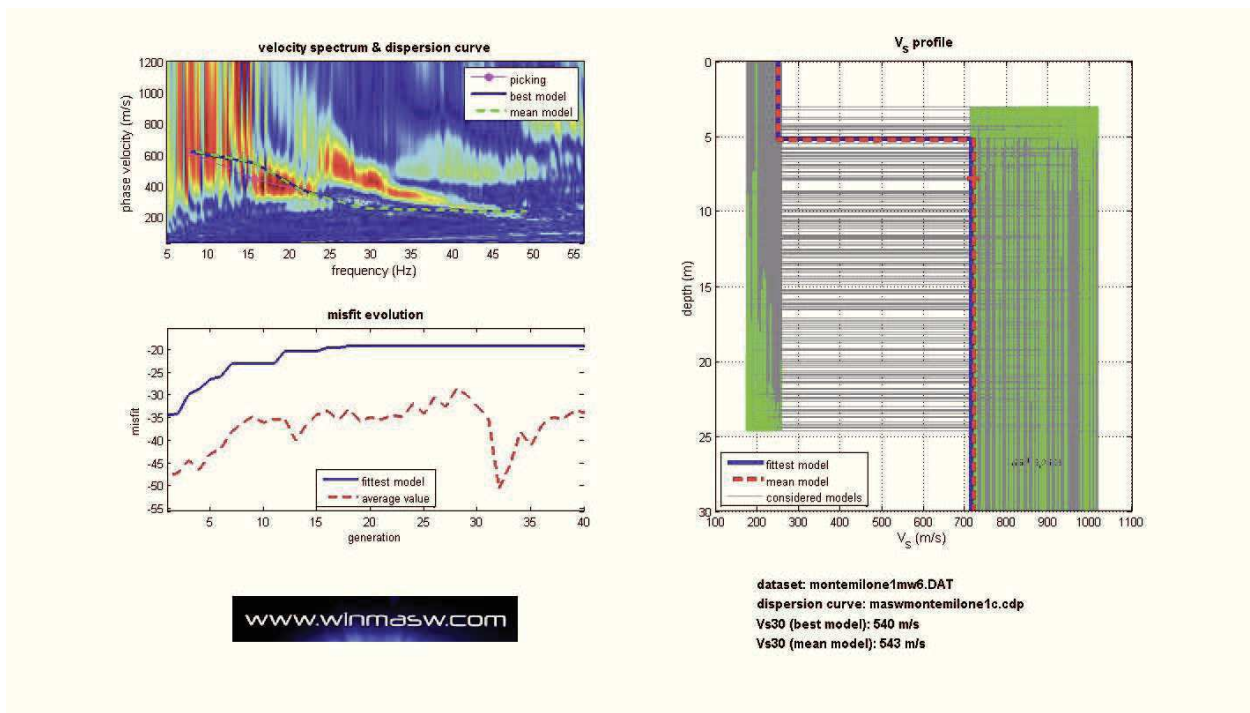 velocity spectrum & dispersion curve
1200
1000
800
600
400
200
phase velocity (m/s)
picking
best model
mean model
5 10 15 20 25 30 35 40 45 50 55
frequency (Hz)
misfit evolution
-20
-25
-30
-35
-40
-45
-50
-55
misfit
fittest model
average value
5 10 15 20 25 30 35 40
generation
www.winmasw.com
VS profile
0
5
10
15
20
25
30
depth (m)
fittest model
mean model
considered models
100 200 300 400 500 600 700 800 900 1000 1100
VS (m/s)
dataset: montemilone1mw6.DAT
dispersion curve: maswmontemilone1c.cdp
Vs30 (best model): 540 m/s
Vs30 (mean model): 543 m/s